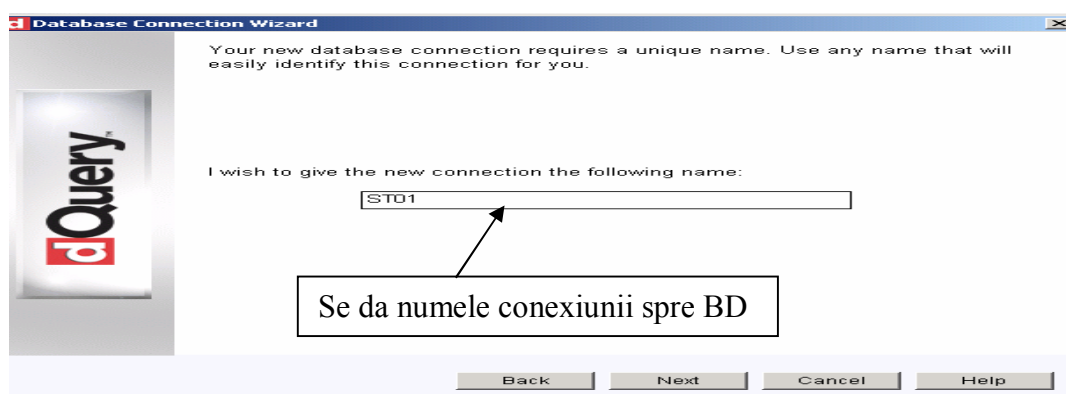 d Database Connection Wizard
Your new database connection requires a unique name. Use any name that will
easily identify this connection for you.
dQuery
I wish to give the new connection the following name:
ST01
Se da numele conexiunii spre BD
Back Next Cancel Help